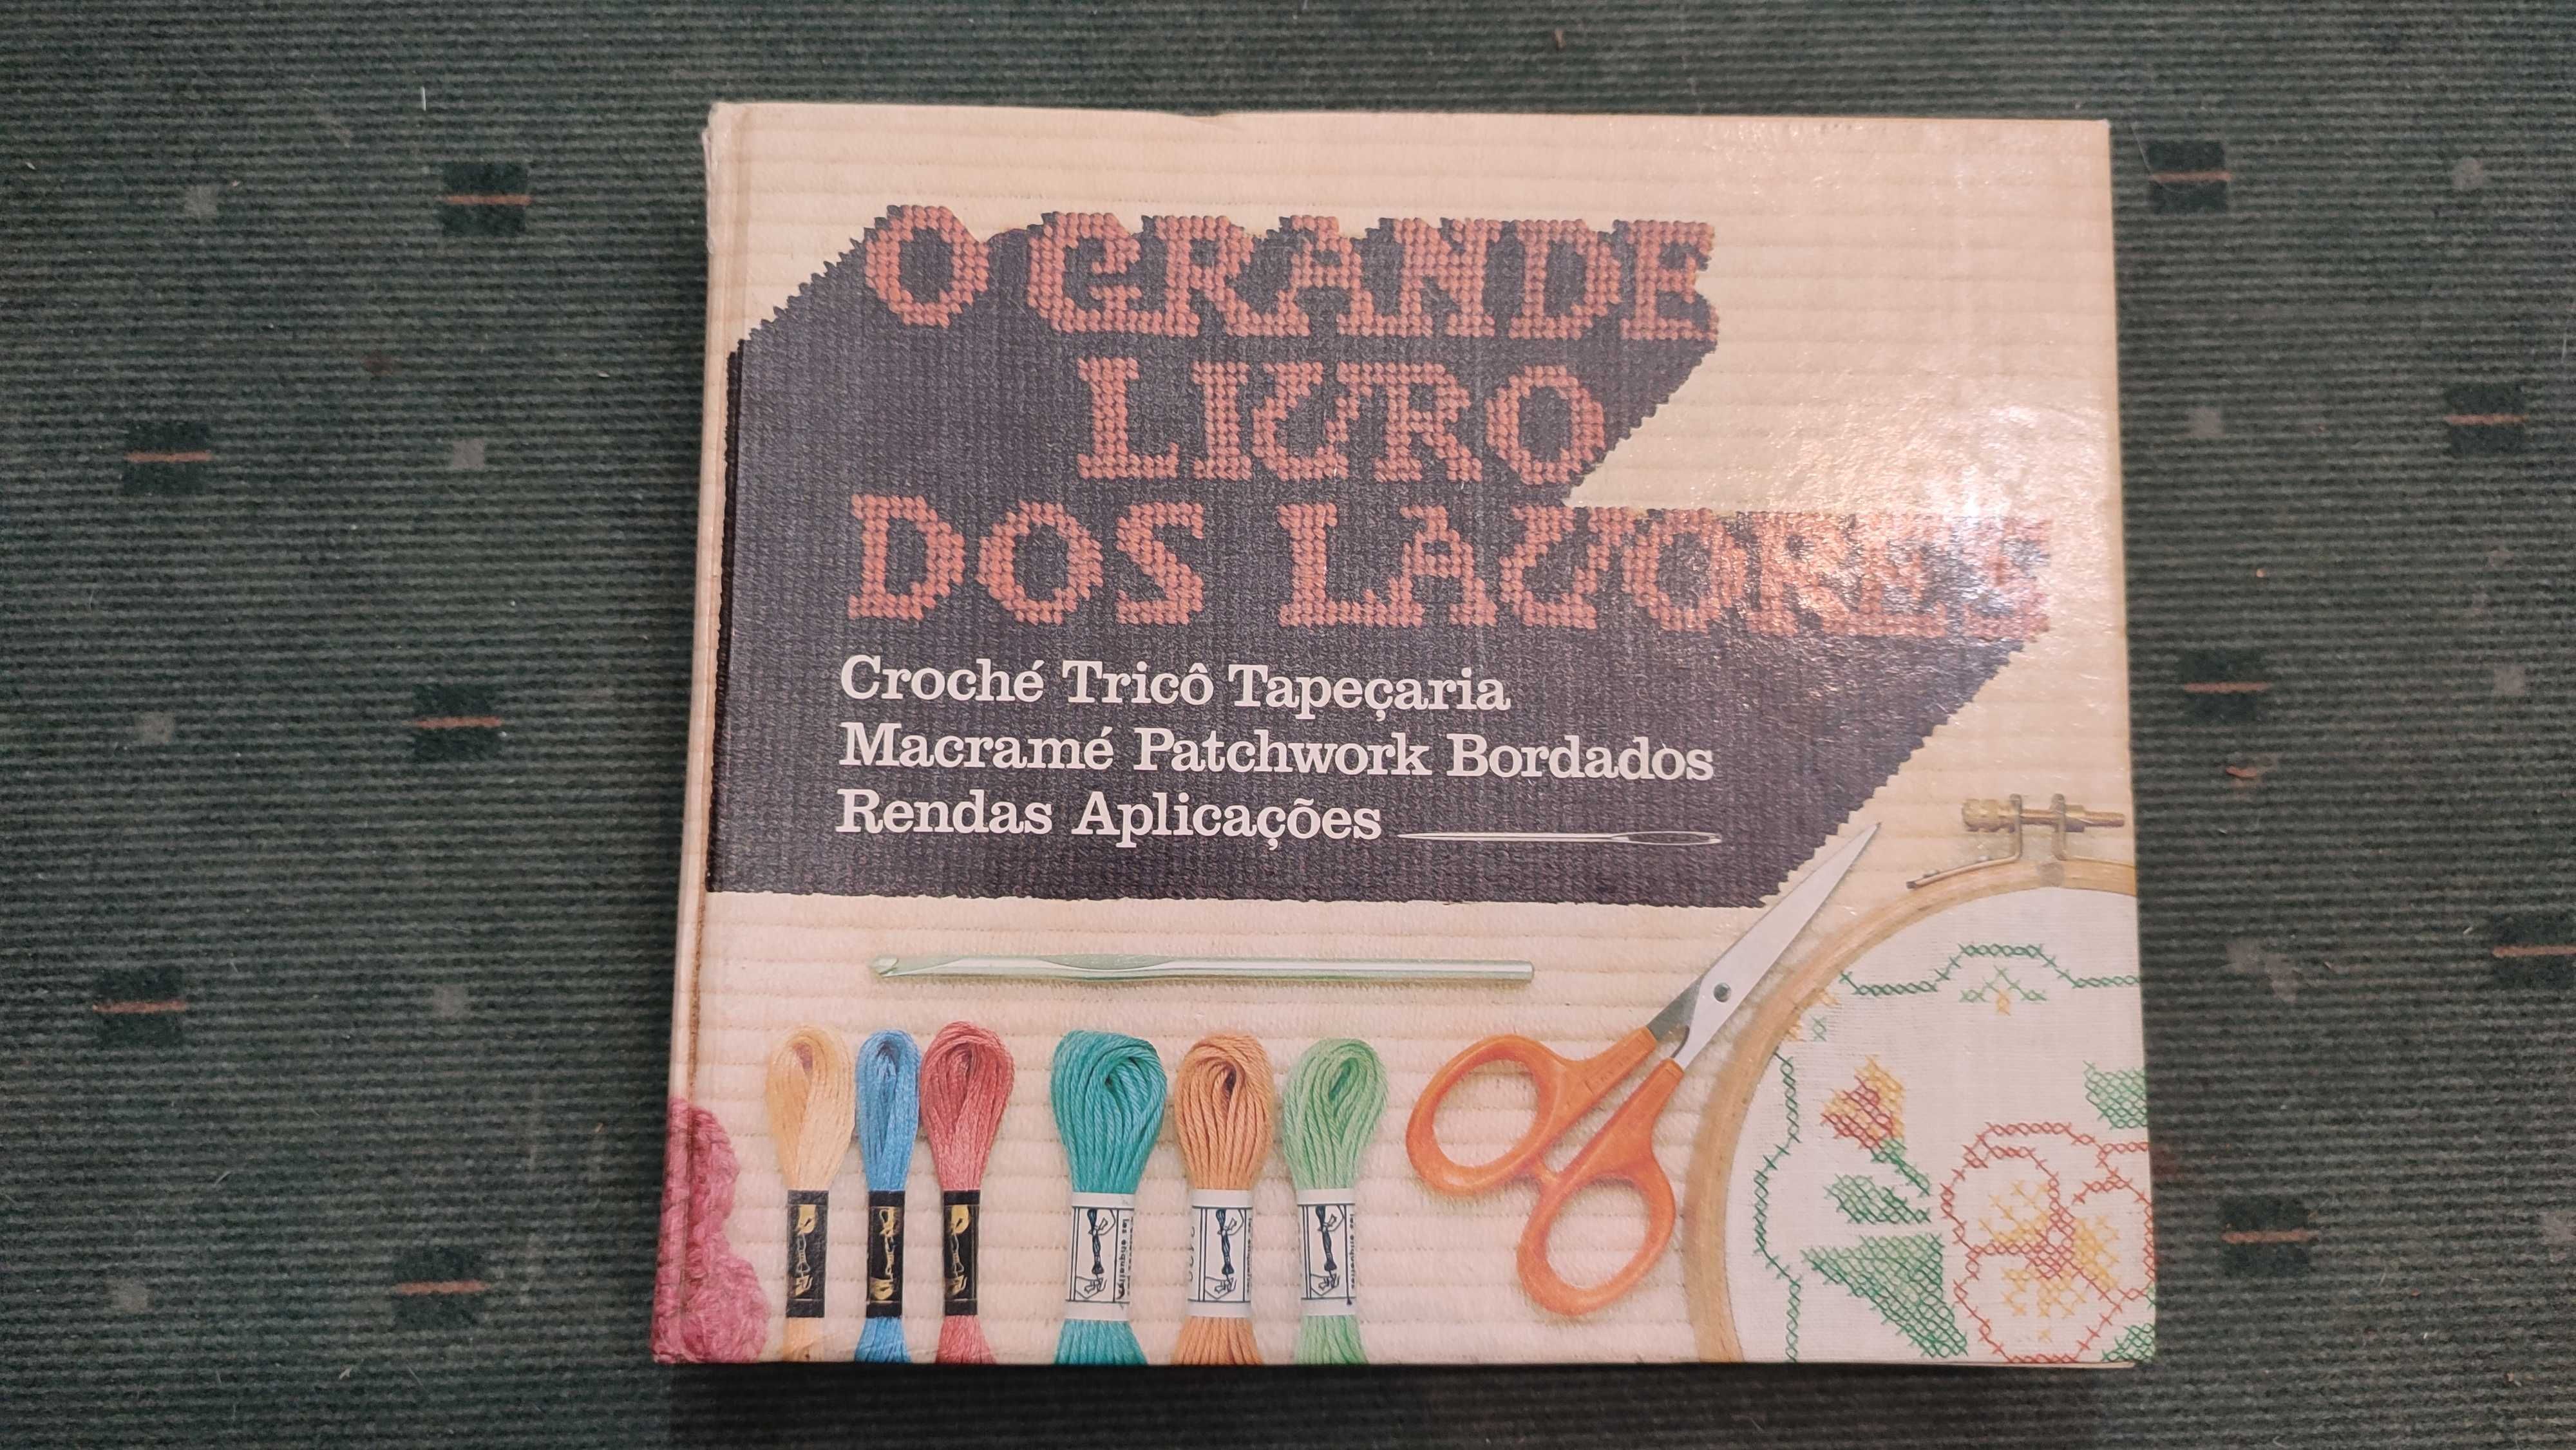 O GRANDE
LIVRO
DOS LAVORES
Croché Tricô Tapeçaria
Macramé Patchwork Bordados
Rendas Aplicações